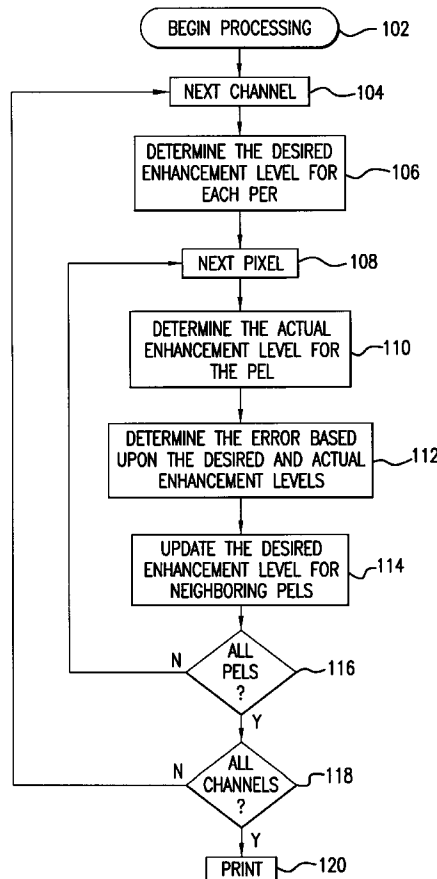 BEGIN PROCESSING
102
NEXT CHANNEL
104
DETERMINE THE DESIRED
ENHANCEMENT LEVEL FOR
EACH PER
106
NEXT PIXEL
108
DETERMINE THE ACTUAL
ENHANCEMENT LEVEL FOR
THE PEL
110
DETERMINE THE ERROR BASED
UPON THE DESIRED AND ACTUAL
ENHANCEMENT LEVELS
112
UPDATE THE DESIRED
ENHANCEMENT LEVEL FOR
NEIGHBORING PELS
114
N
ALL
PELS
?
116
Y
N
ALL
CHANNELS
?
118
Y
PRINT
120